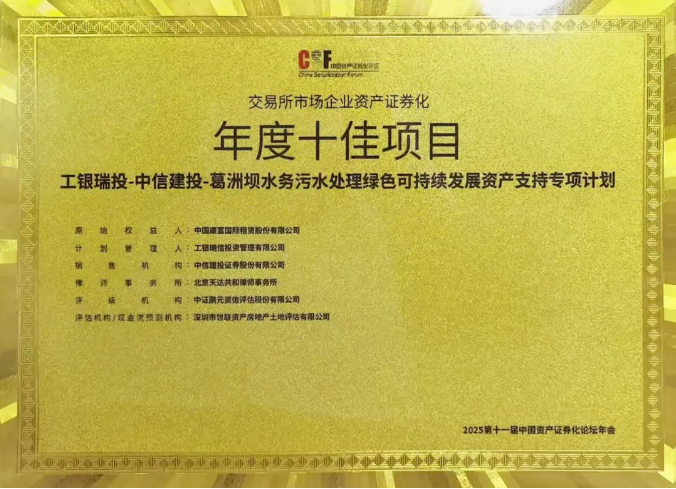 CSF 中国资产证券化论坛
China Securitization Forum
交易所市场企业资产证券化
年度十佳项目
工银瑞投-中信建投-葛洲坝水务污水处理绿色可持续发展资产支持专项计划
原始权益人：中国康富国际租赁股份有限公司
计划管理人：工银瑞信投资管理有限公司
销售机构：中信建投证券股份有限公司
律师事务所：北京天达共和律师事务所
评级机构：中证鹏元资信评估股份有限公司
评估机构/现金流预测机构：深圳市世联资产房地产土地评估有限公司
2025第十一届中国资产证券化论坛年会